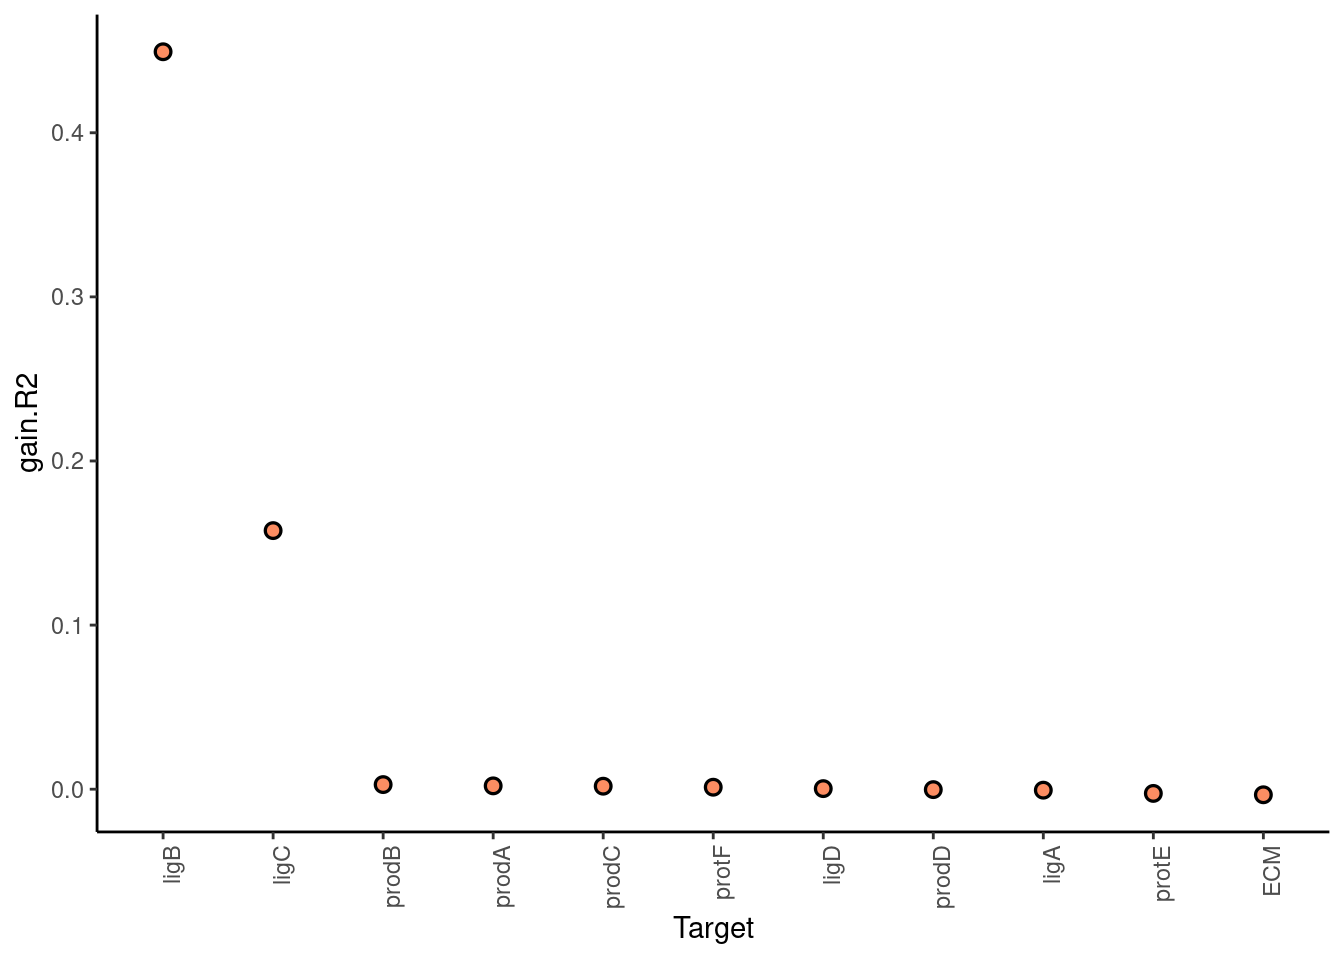 0.4
0.3
0.2
0.1
0.0
gain.R2
ligB
ligC
prodB
prodA
prodC
protF
ligD
prodD
ligA
protE
ECM
Target